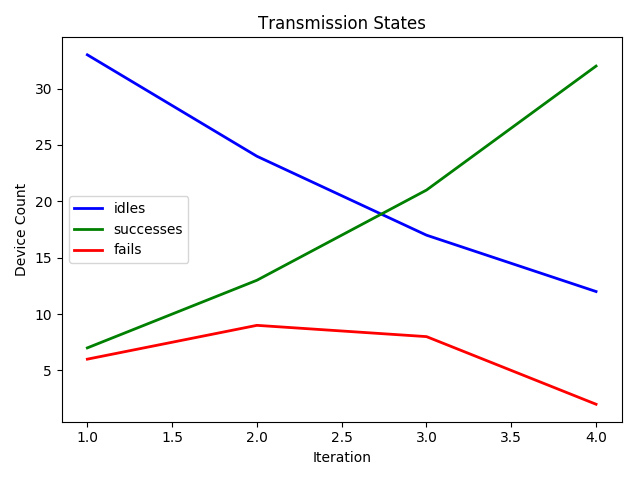 Transmission States
Device Count
30
25
20
15
10
5
idles
successes
fails
1.0 1.5 2.0 2.5 3.0 3.5 4.0
Iteration